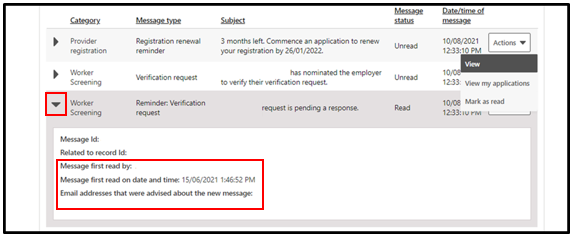 Category Message type Subject Message status Date/time of message
Provider registration Registration renewal reminder 3 months left. Commence an application to renew your registration by 26/01/2022. Unread 10/08/2021 12:33:10 PM Actions
View
View my applications
Mark as read
Worker Screening Verification request has nominated the employer to verify their verification request. Unread 10/08 12:33
Worker Screening Reminder: Verification request request is pending a response. Read 10/08/2021 12:33:10 PM
Message Id:
Related to record Id:
Message first read by:
Message first read on date and time: 15/06/2021 1:46:52 PM
Email addresses that were advised about the new message: